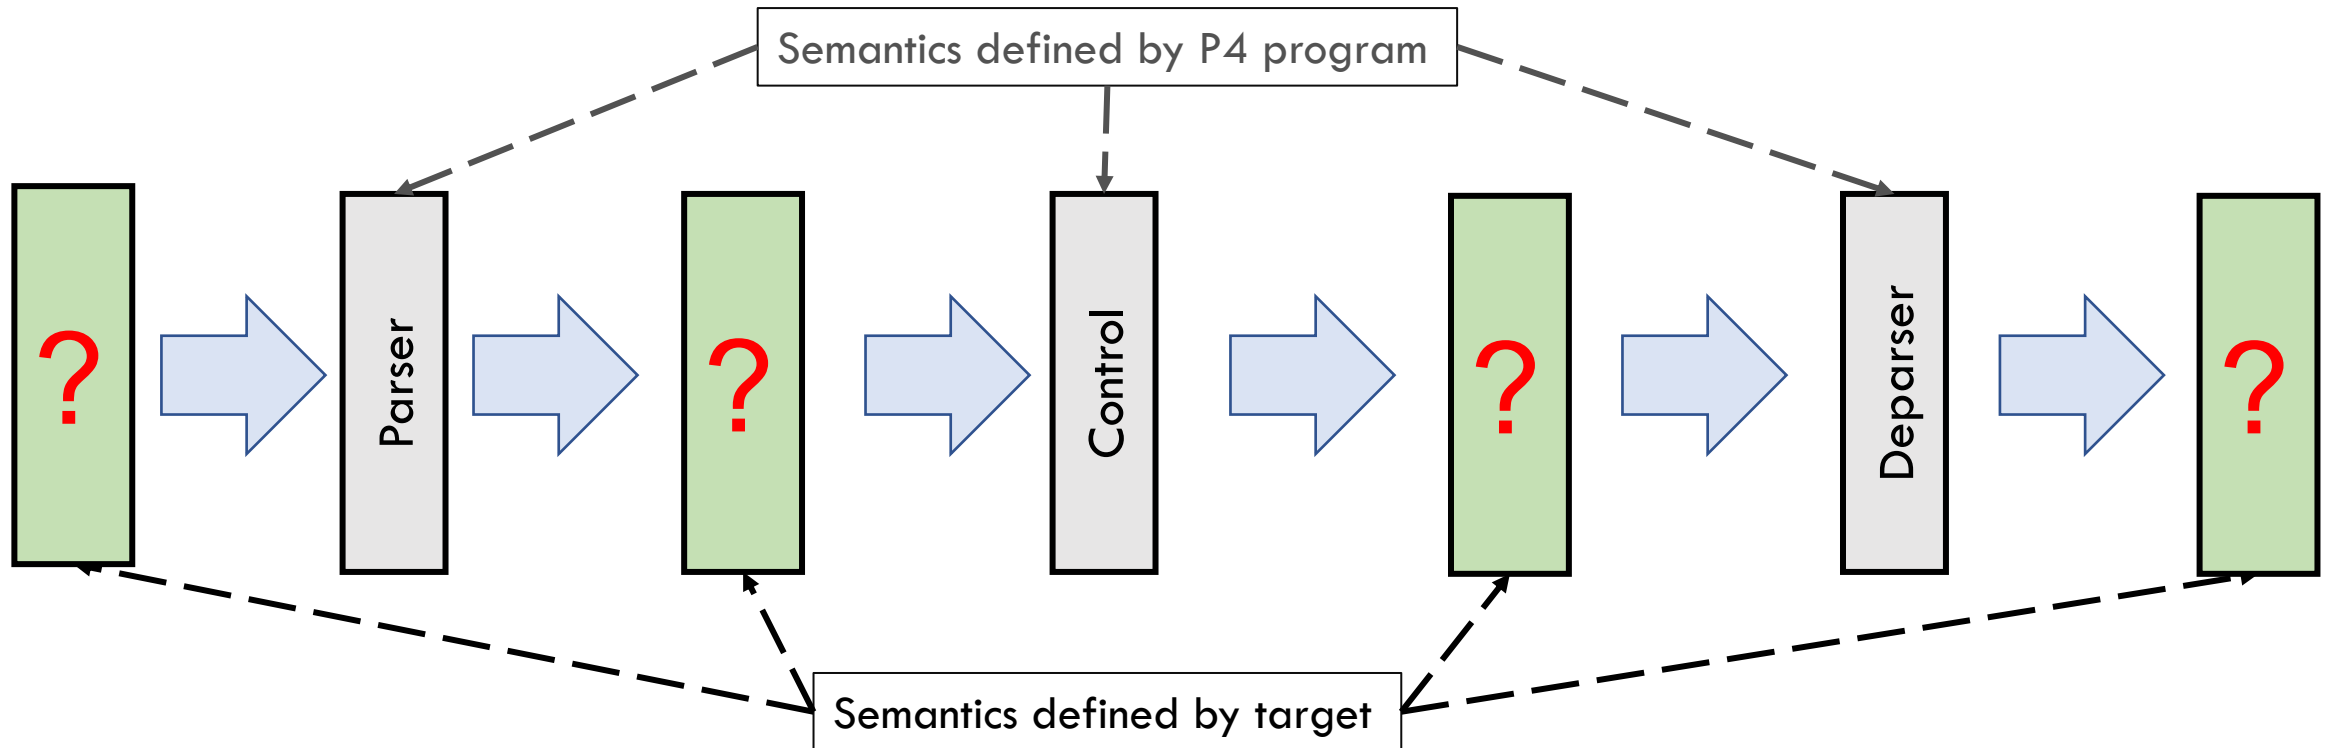 Semantics defined by P4 program
?
Parser
?
Control
?
Deparser
?
Semantics defined by target